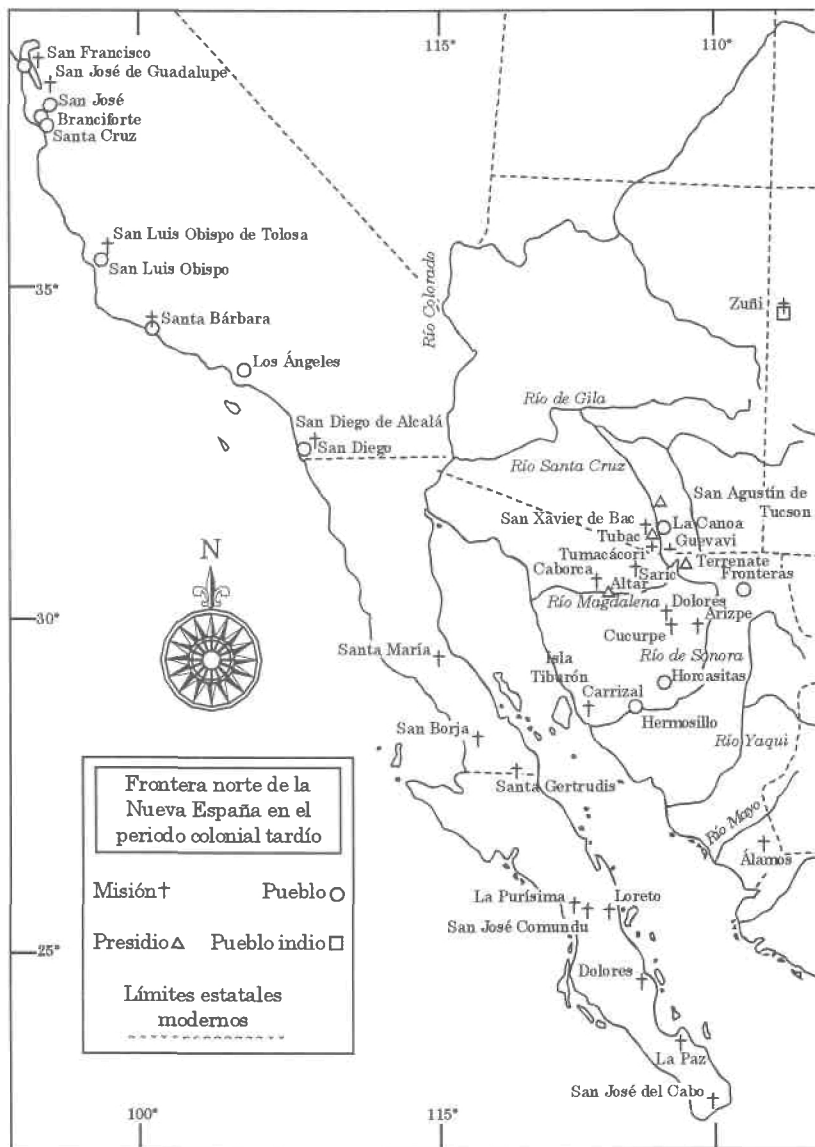 115°
110°
San Francisco
San José de Guadalupe
San José
Branciforte
Santa Cruz
San Luis Obispo de Tolosa
San Luis Obispo
Río Colorado
35°
Zuñi
Santa Bárbara
Los Ángeles
Río de Gila
San Diego de Alcalá
San Diego
Río Santa Cruz
San Agustín de
Tucson
San Xavier de Bac
La Canoa
Tubac
Guevavi
Tumacácori
Terrenate
Caborca
Saric
Fronteras
Altar
Río Magdalena
Dolores
Arizpe
30°
Cucurpe
N
Santa María
Isla
Tibarón
Río de Sonora
Carrizal
Horcasitas
San Borja
Hermosillo
Río Yaqui
Santa Gertrudis
Frontera norte de la
Nueva España en el
periodo colonial tardío
Río Mayo
Álamos
Misión
Pueblo
La Purísima
Loreto
San José Comundu
Presidio
Pueblo indio
25°
Dolores
Límites estatales
modernos
La Paz
San José del Cabo
100°
115°
110°